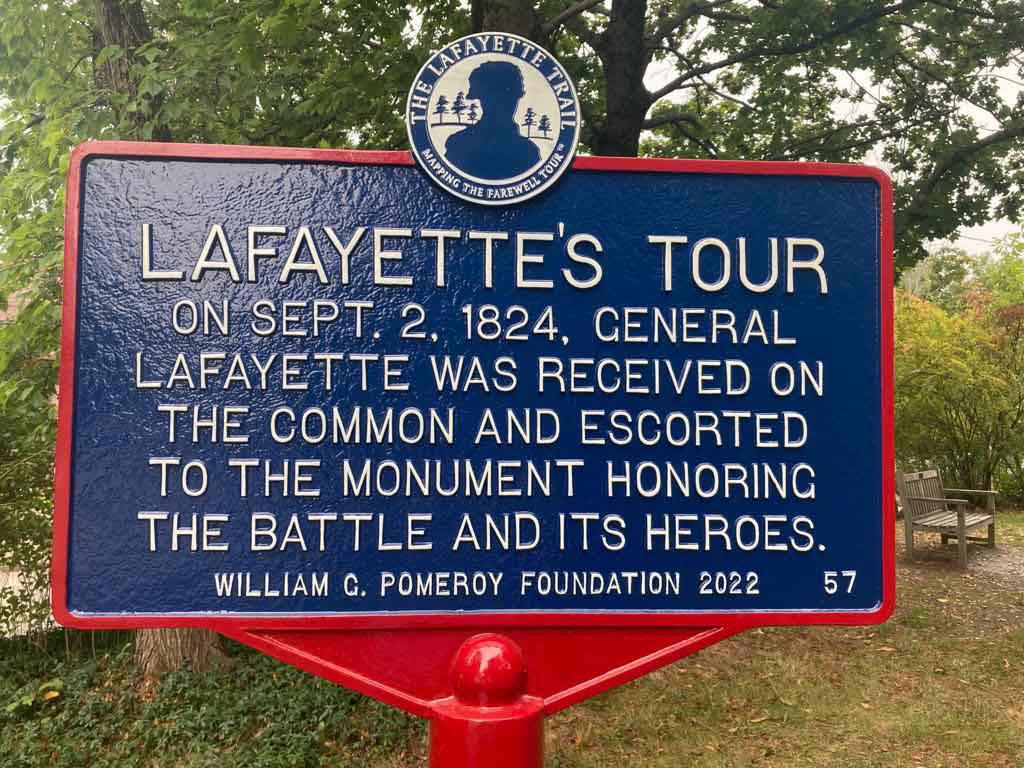 THE LAFAYETTE TRAIL
MAPPING THE FAREWELL TOUR™
LAFAYETTE'S TOUR
ON SEPT. 2, 1824, GENERAL
LAFAYETTE WAS RECEIVED ON
THE COMMON AND ESCORTED
TO THE MONUMENT HONORING
THE BATTLE AND ITS HEROES.
WILLIAM G. POMEROY FOUNDATION 2022 57